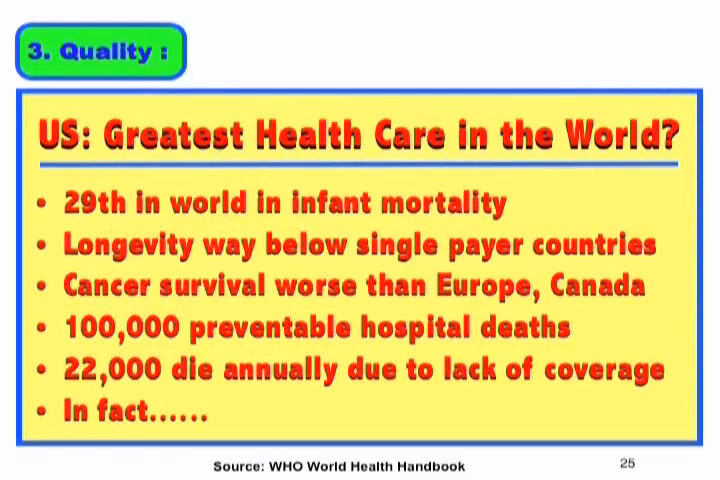 3. Quality :
US: Greatest Health Care in the World?
• 29th in world in infant mortality
• Longevity way below single payer countries
• Cancer survival worse than Europe, Canada
• 100,000 preventable hospital deaths
• 22,000 die annually due to lack of coverage
• In fact......
Source: WHO World Health Handbook
25